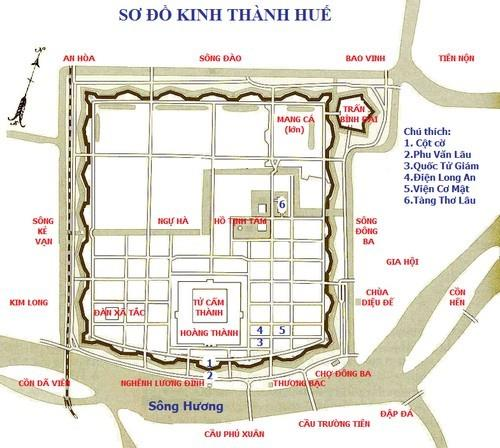 SƠ ĐỒ KINH THÀNH HUẾ
AN HÒA
SÔNG ĐÀO
BAO VINH
TIÊN NỘN
MANG CÁ
(lớn)
TRẤN
BÌNH ĐÀI
Chú thích:
1. Cột cờ
2.Phu Văn Lâu
3.Quốc Tử Giám
4.Điện Long An
5.Viện Cơ Mật
6.Tàng Thơ Lâu
6
SÔNG
KẺ
VẠN
NGỰ HÀ
HỒ TỊNH TÂM
SÔNG
ĐÔNG
BA
GIA HỘI
KIM LONG
ĐÀN XÃ TẮC
TỬ CẤM
THÀNH
HOÀNG THÀNH
4
5
3
CHÙA
DIỆU ĐẾ
CỒN
HẾN
1
2
CỒN DÃ VIÊN
NGHÊNH LƯƠNG ĐÌNH
THƯƠNG BẠC
CHỢ ĐÔNG BA
Sông Hương
CẦU PHÚ XUÂN
CẦU TRƯỜNG TIỀN
ĐẬP ĐÁ